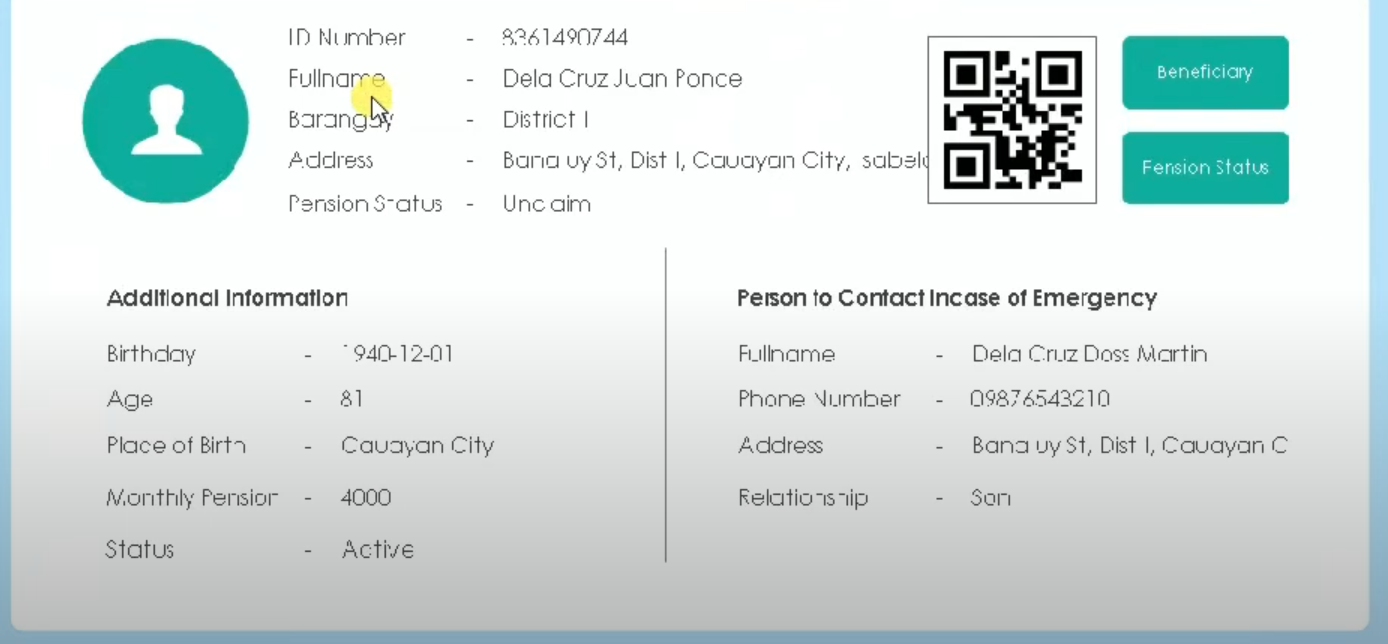 ID Number - 8361490744
Fullname - Dela Cruz Juan Ponce
Barangay - District I
Address - Banaluy St, Dist I, Cauayan City, Isabela
Pension Status - Unclaim
Beneficiary
Pension Status
Additional Information
Birthday - 1940-12-01
Age - 81
Place of Birth - Cauayan City
Monthly Pension - 4000
Status - Active
Person to Contact Incase of Emergency
Fullname - Dela Cruz Doss Martin
Phone Number - 09876543210
Address - St, Dist I, Cauayan C
Relationship - Son